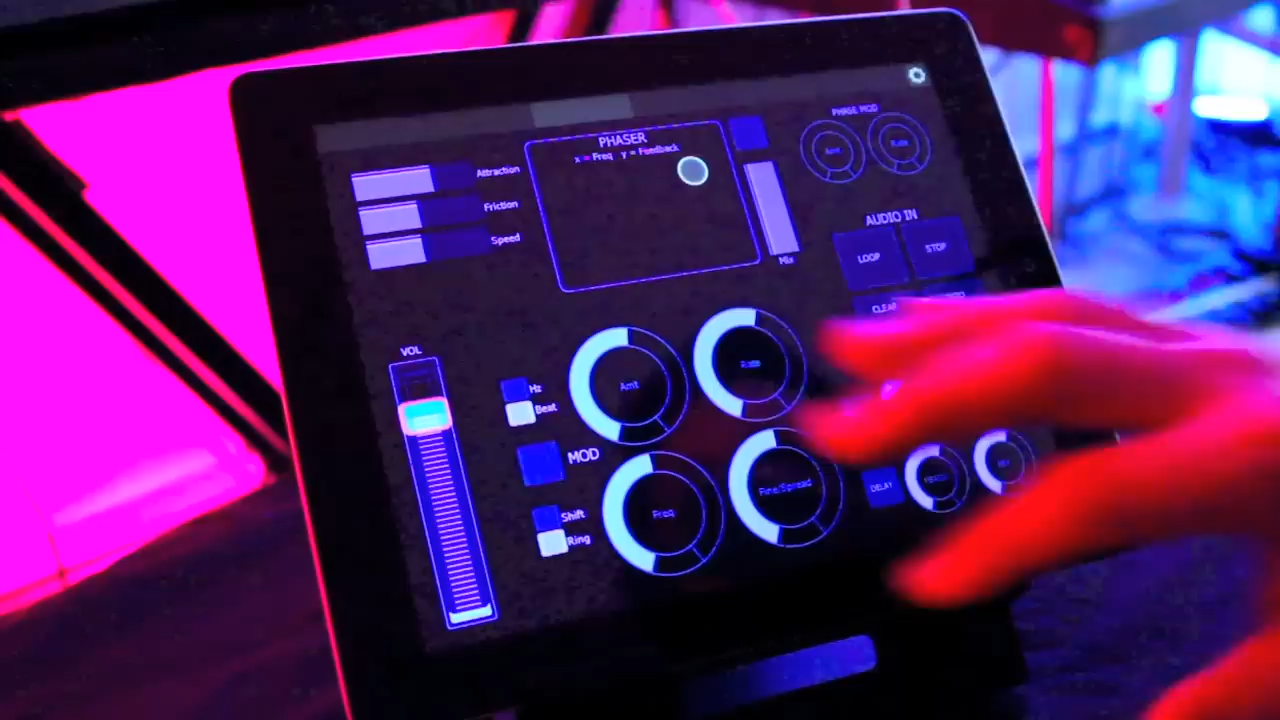 PHASER
x = Freq y = Feedback
Attraction
Friction
Speed
Mix
PHASE MOD
Amt
Rate
AUDIO IN
LOOP
STOP
CLEAR
VOL
Hz
Beat
MOD
Shift
Ring
Amt
Rate
Freq
Fine/Spread
DELAY